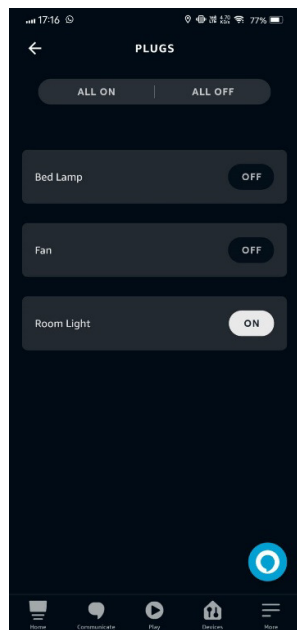 17:16 77%
PLUGS
ALL ON ALL OFF
Bed Lamp OFF
Fan OFF
Room Light ON
Home Communicate Play Devices More